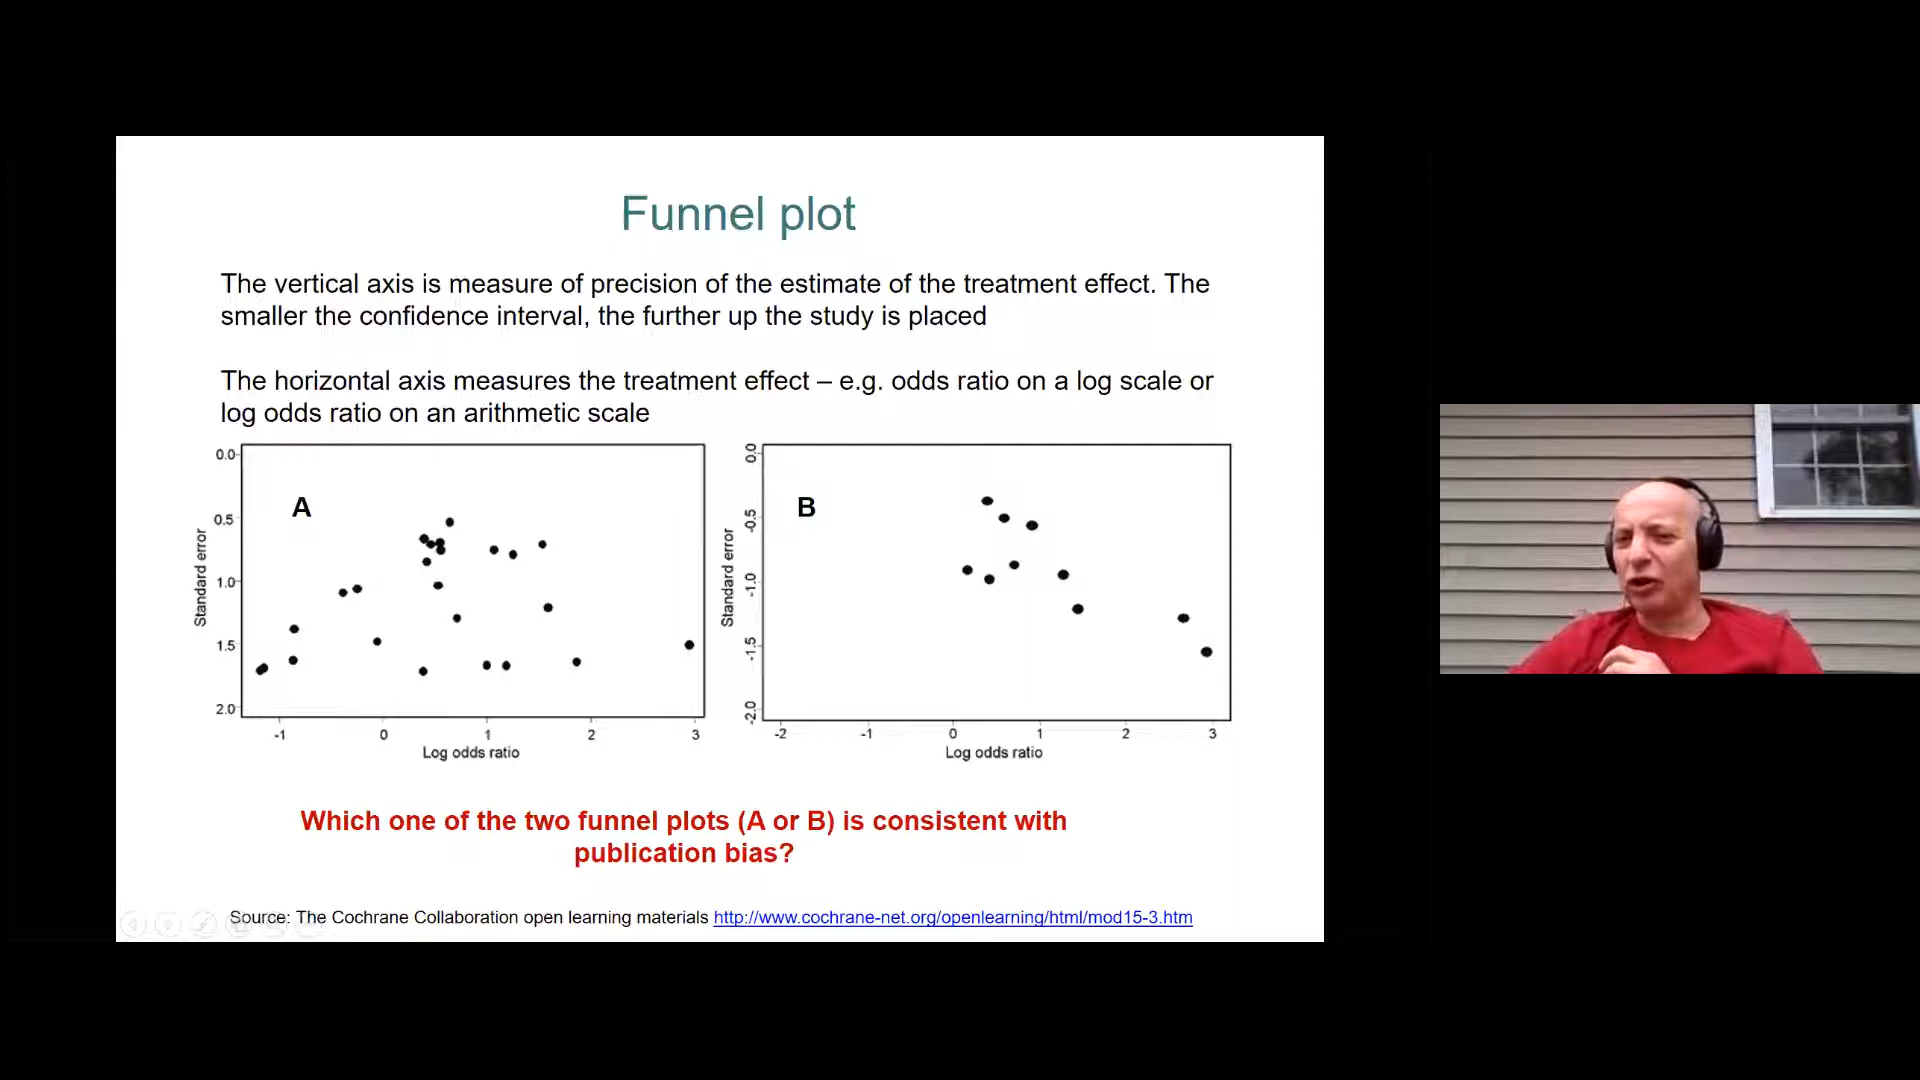 Funnel plot
The vertical axis is measure of precision of the estimate of the treatment effect. The
smaller the confidence interval, the further up the study is placed
The horizontal axis measures the treatment effect – e.g. odds ratio on a log scale or
log odds ratio on an arithmetic scale
A
Standard error
0.0
0.5
1.0
1.5
2.0
-1 0 1 2 3
Log odds ratio
B
Standard error
0.0
-0.5
-1.0
-1.5
-2.0
-2 -1 0 1 2 3
Log odds ratio
Which one of the two funnel plots (A or B) is consistent with
publication bias?
Source: The Cochrane Collaboration open learning materials http://www.cochrane-net.org/openlearning/html/mod15-3.htm